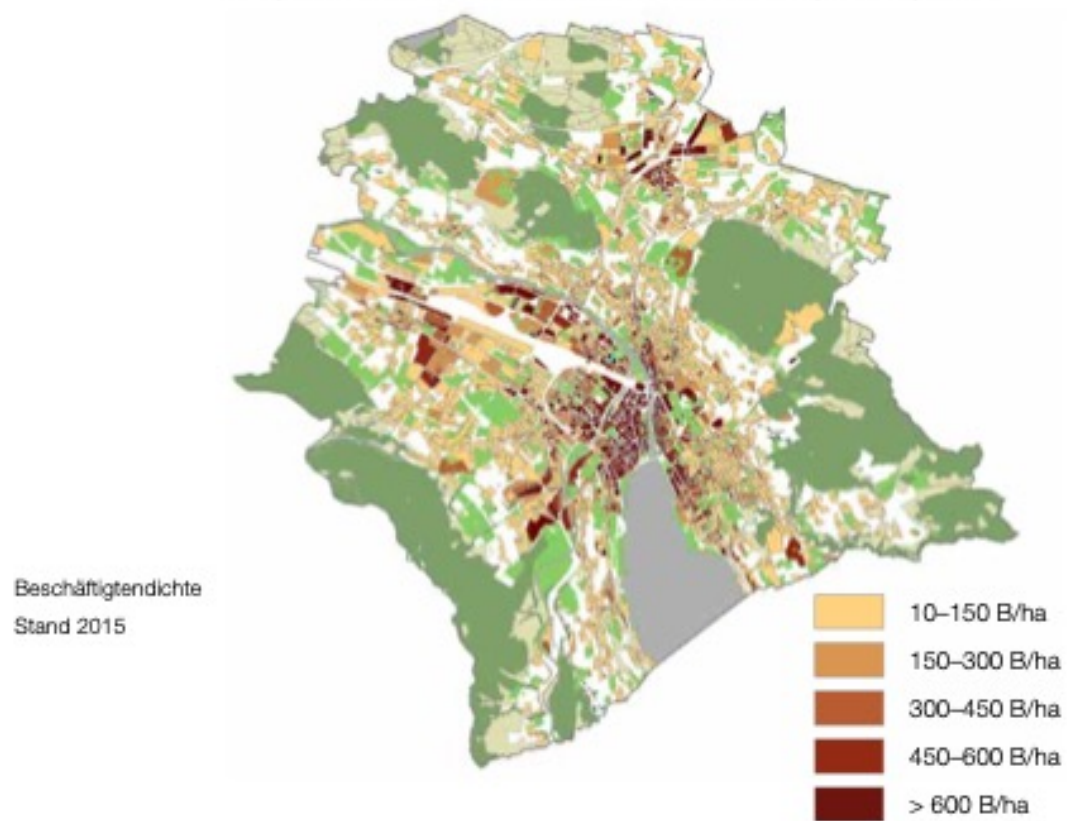 Beschäftigtendichte
Stand 2015
10–150 B/ha
150–300 B/ha
300–450 B/ha
450–600 B/ha
> 600 B/ha